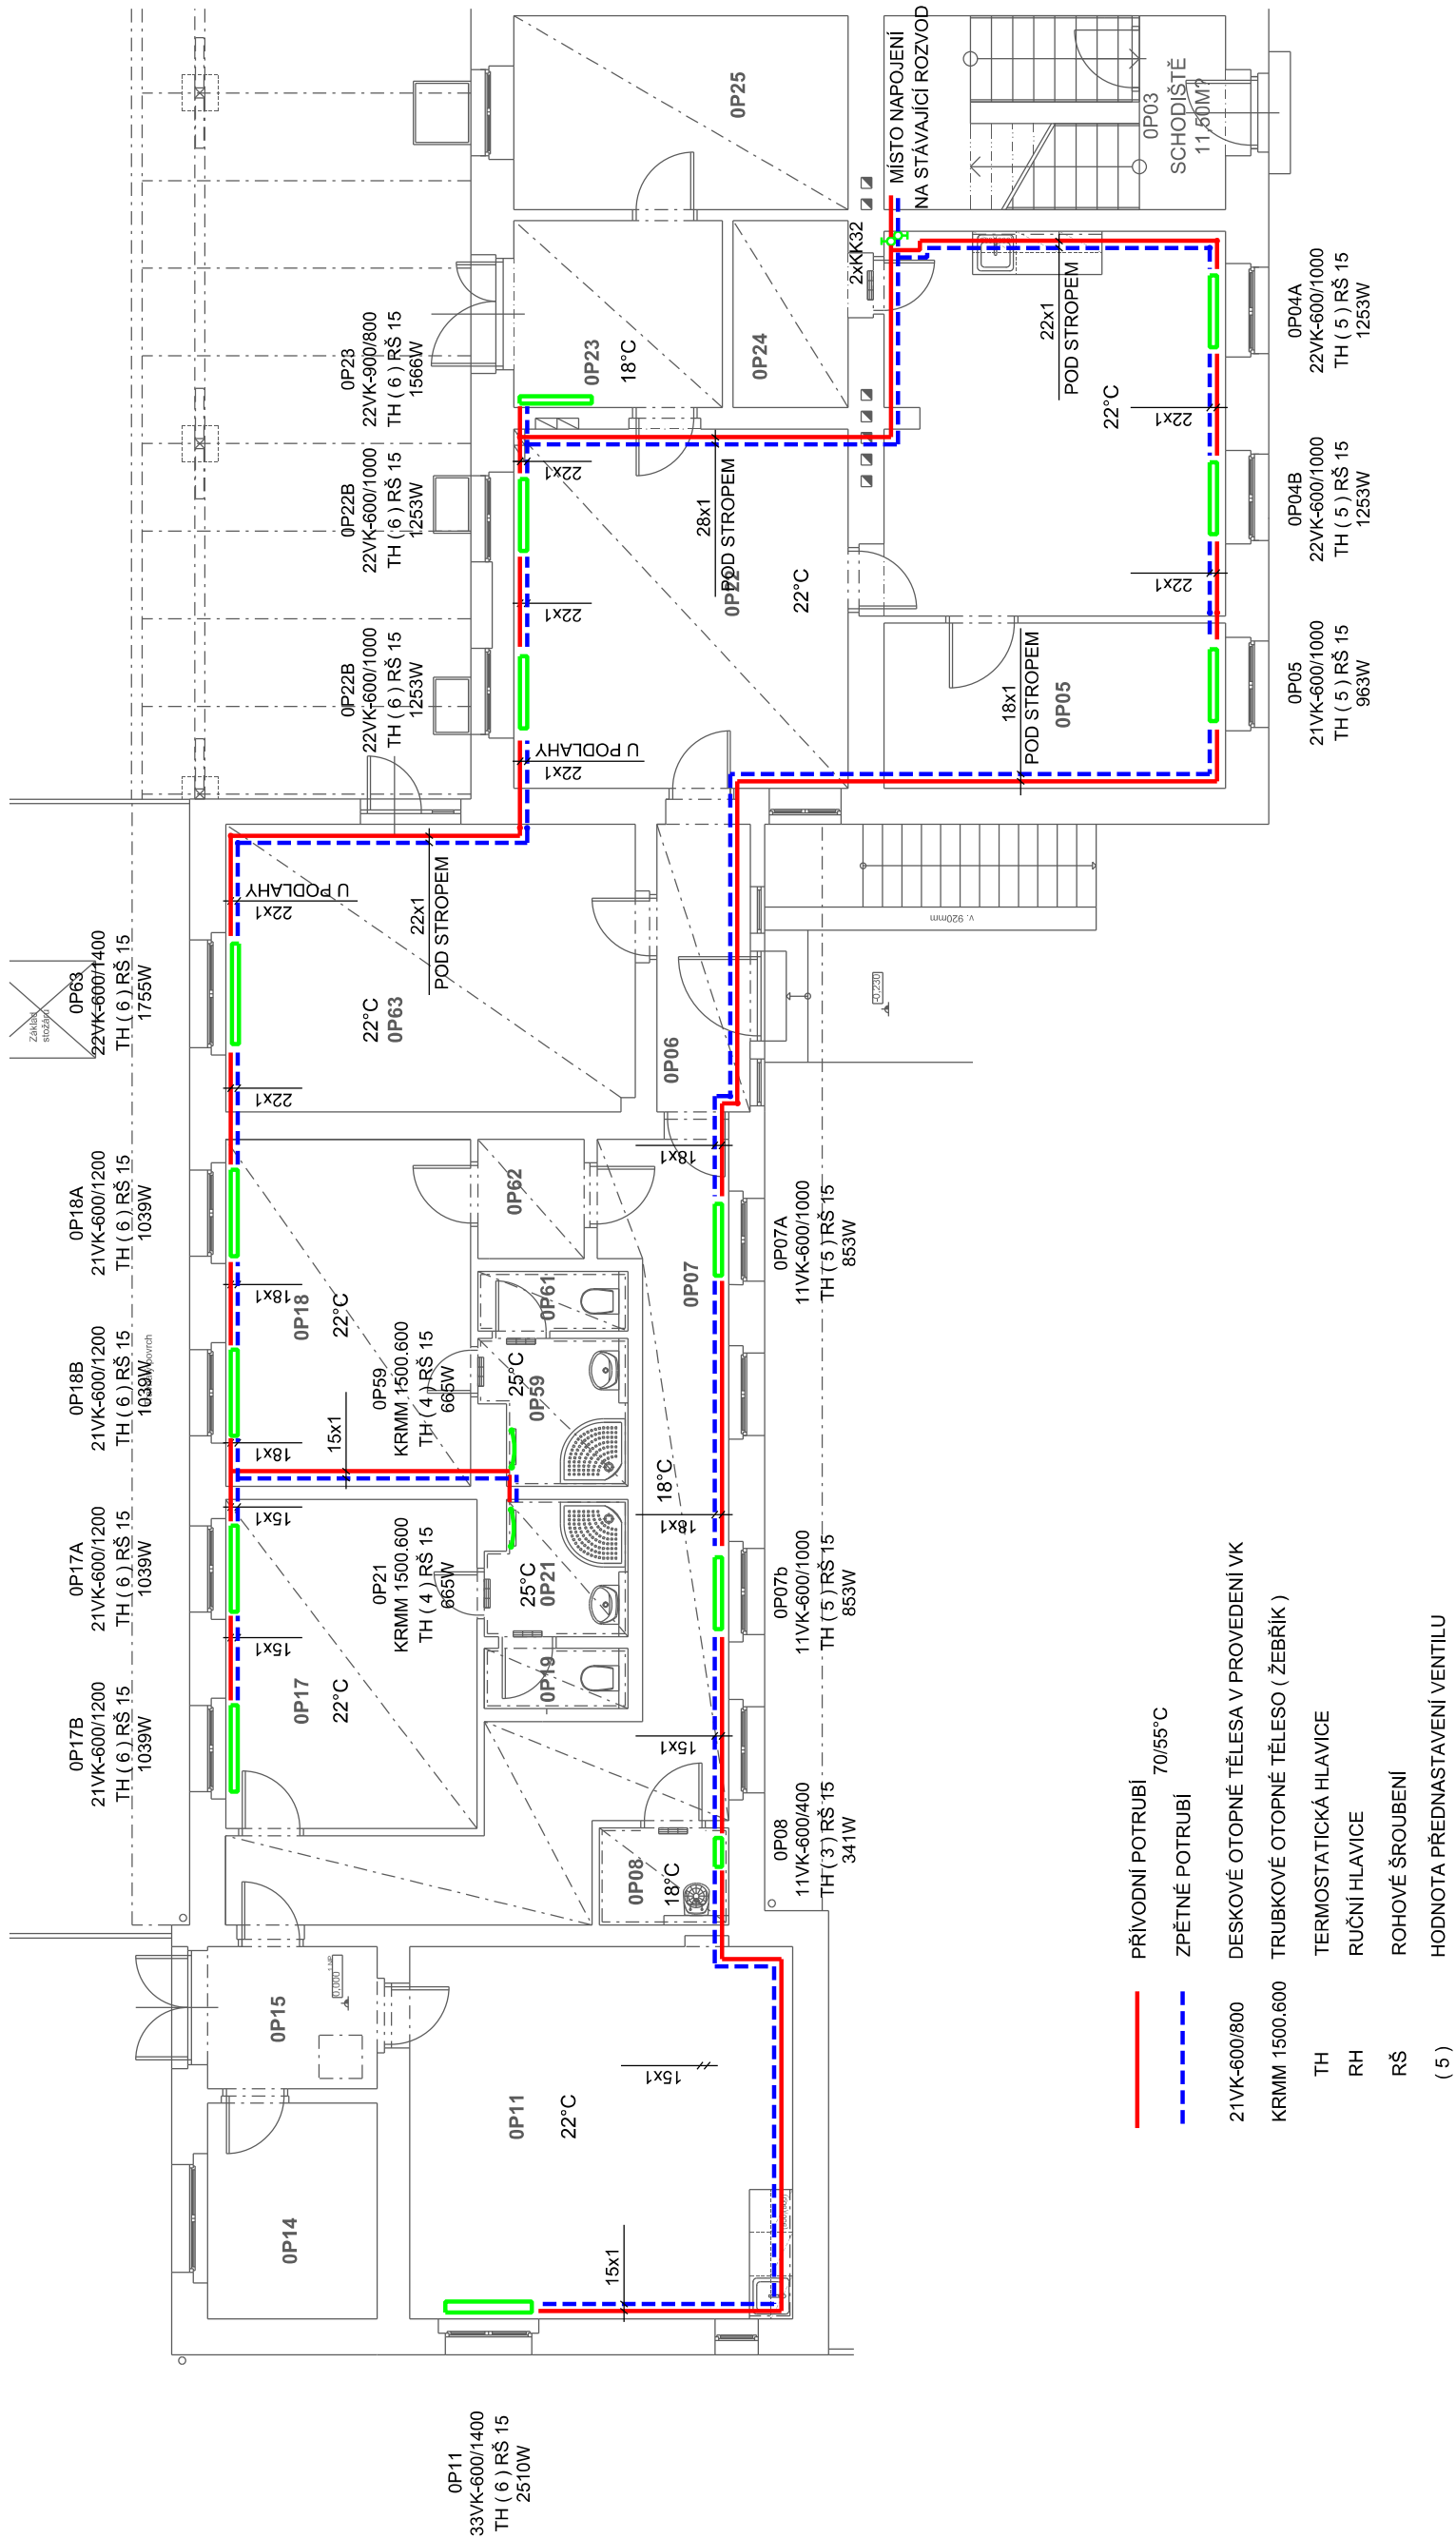 0P11
33VK-600/1400
TH ( 6 ) RŠ 15
2510W
0P17B
21VK-600/1200
TH ( 6 ) RŠ 15
1039W
0P17A
21VK-600/1200
TH ( 6 ) RŠ 15
1039W
0P18B
21VK-600/1200
TH ( 6 ) RŠ 15
1039W
0P18A
21VK-600/1200
TH ( 6 ) RŠ 15
1039W
0P63
22VK-600/1400
TH ( 6 ) RŠ 15
1755W
Základ
stožáru
0P22B
22VK-600/1000
TH ( 6 ) RŠ 15
1253W
0P22B
22VK-600/1000
TH ( 6 ) RŠ 15
1253W
0P23
22VK-900/800
TH ( 6 ) RŠ 15
1566W
0P14
0P15
0,000
1.NP
0P11
22°C
15x1
15x1
0P17
22°C
15x1
15x1
0P18
22°C
18x1
18x1
15x1
22x1
22x1
U PODLAHY
22°C
0P63
22x1
POD STROPEM
22x1
U PODLAHY
22x1
22x1
28x1
POD STROPEM
0P22
22°C
0P23
18°C
0P24
0P25
0P21
KRMM 1500.600
TH ( 4 ) RŠ 15
665W
0P59
KRMM 1500.600
TH ( 4 ) RŠ 15
665W
0P19
25°C
0P21
25°C
0P59
0P61
0P62
0P08
18°C
18°C
0P07
0P06
15x1
18x1
18x1
0P08
11VK-600/400
TH ( 3 ) RŠ 15
341W
0P07b
11VK-600/1000
TH ( 5 ) RŠ 15
853W
0P07A
11VK-600/1000
TH ( 5 ) RŠ 15
853W
-0,230
v. 920mm
2xKK32
MÍSTO NAPOJENÍ
NA STÁVAJÍCÍ ROZVOD
0P03
SCHODIŠTĚ
11,50M?
22x1
POD STROPEM
22°C
22x1
22x1
18x1
POD STROPEM
0P05
0P05
21VK-600/1000
TH ( 5 ) RŠ 15
963W
0P04B
22VK-600/1000
TH ( 5 ) RŠ 15
1253W
0P04A
22VK-600/1000
TH ( 5 ) RŠ 15
1253W
PŘÍVODNÍ POTRUBÍ
70/55°C
ZPĚTNÉ POTRUBÍ
21VK-600/800 DESKOVÉ OTOPNÉ TĚLESA V PROVEDENÍ VK
KRMM 1500.600 TRUBKOVÉ OTOPNÉ TĚLESO ( ŽEBŘÍK )
TH TERMOSTATICKÁ HLAVICE
RH RUČNÍ HLAVICE
RŠ ROHOVÉ ŠROUBENÍ
( 5 ) HODNOTA PŘEDNASTAVENÍ VENTILU